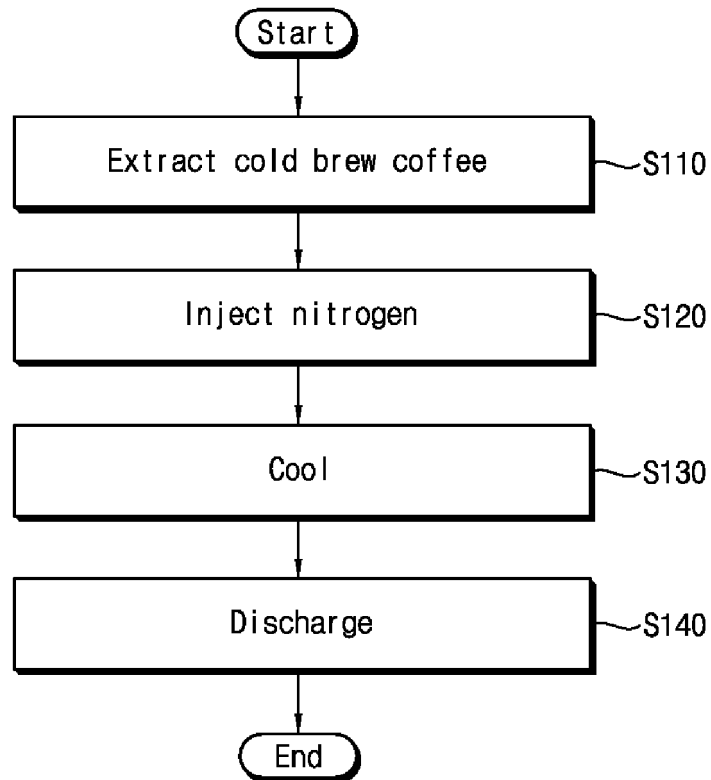 Start
Extract cold brew coffee
S110
Inject nitrogen
S120
Cool
S130
Discharge
S140
End